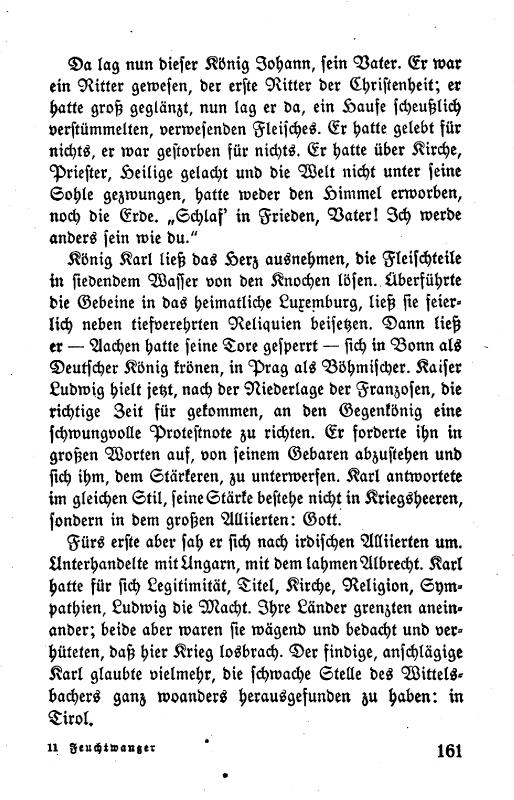 Da lag nun dieser König Johann, sein Vater. Er war
ein Ritter gewesen, der erste Ritter der Christenheit; er
hatte groß geglänzt, nun lag er da, ein Haufe scheußlich
verstümmelten, verwesenden Fleisches. Er hatte gelebt für
nichts, er war gestorben für nichts. Er hatte über Kirche,
Priester, Heilige gelacht und die Welt nicht unter seine
Sohle gezwungen, hatte weder den Himmel erworben,
noch die Erde. „Schlaf' in Frieden, Vater! Ich werde
anders sein wie du.“
König Karl ließ das Herz ausnehmen, die Fleischteile
in siedendem Wasser von den Knochen lösen. Überführte
die Gebeine in das heimatliche Luxemburg, ließ sie feier-
lich neben tiefverehrten Reliquien beisetzen. Dann ließ
er — Aachen hatte seine Tore gesperrt — sich in Bonn als
Deutscher König krönen, in Prag als Böhmischer. Kaiser
Ludwig hielt jetzt, nach der Niederlage der Franzosen, die
richtige Zeit für gekommen, an den Gegenkönig eine
schwungvolle Protestnote zu richten. Er forderte ihn in
großen Worten auf, von seinem Gebaren abzustehen und
sich ihm, dem Stärkeren, zu unterwerfen. Karl antwortete
im gleichen Stil, seine Stärke bestehe nicht in Kriegsheeren,
sondern in dem großen Alliierten: Gott.
Fürs erste aber sah er sich nach irdischen Alliierten um.
Unterhandelte mit Ungarn, mit dem lahmen Albrecht. Karl
hatte für sich Legitimität, Titel, Kirche, Religion, Sym-
pathien, Ludwig die Macht. Ihre Länder grenzten anein-
ander; beide aber waren sie wägend und bedacht und ver-
hüteten, daß hier Krieg losbrach. Der findige, anschlägige
Karl glaubte vielmehr, die schwache Stelle des Wittels-
bachers ganz woanders herausgefunden zu haben: in
Tirol.
11 Feuchtwanger
161